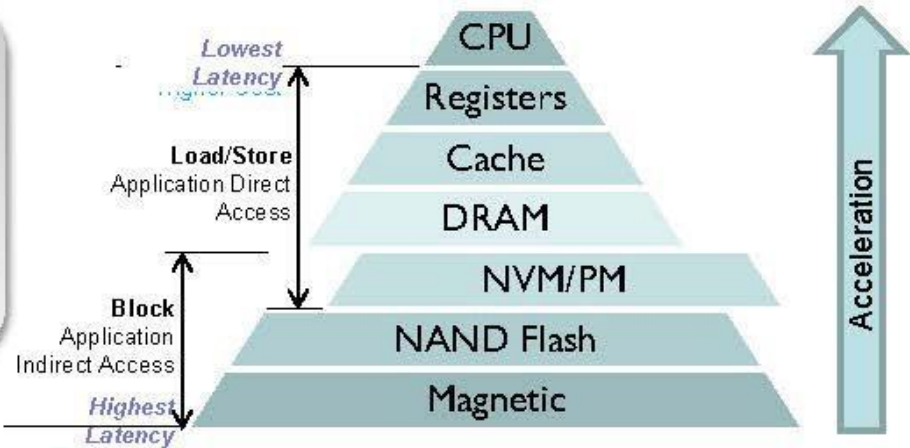 CPU
Lowest
Latency
Registers
Load/Store
Application Direct
Access
Cache
DRAM
NVM/PM
Block
Application
Indirect Access
NAND Flash
Magnetic
Highest
Latency
Acceleration